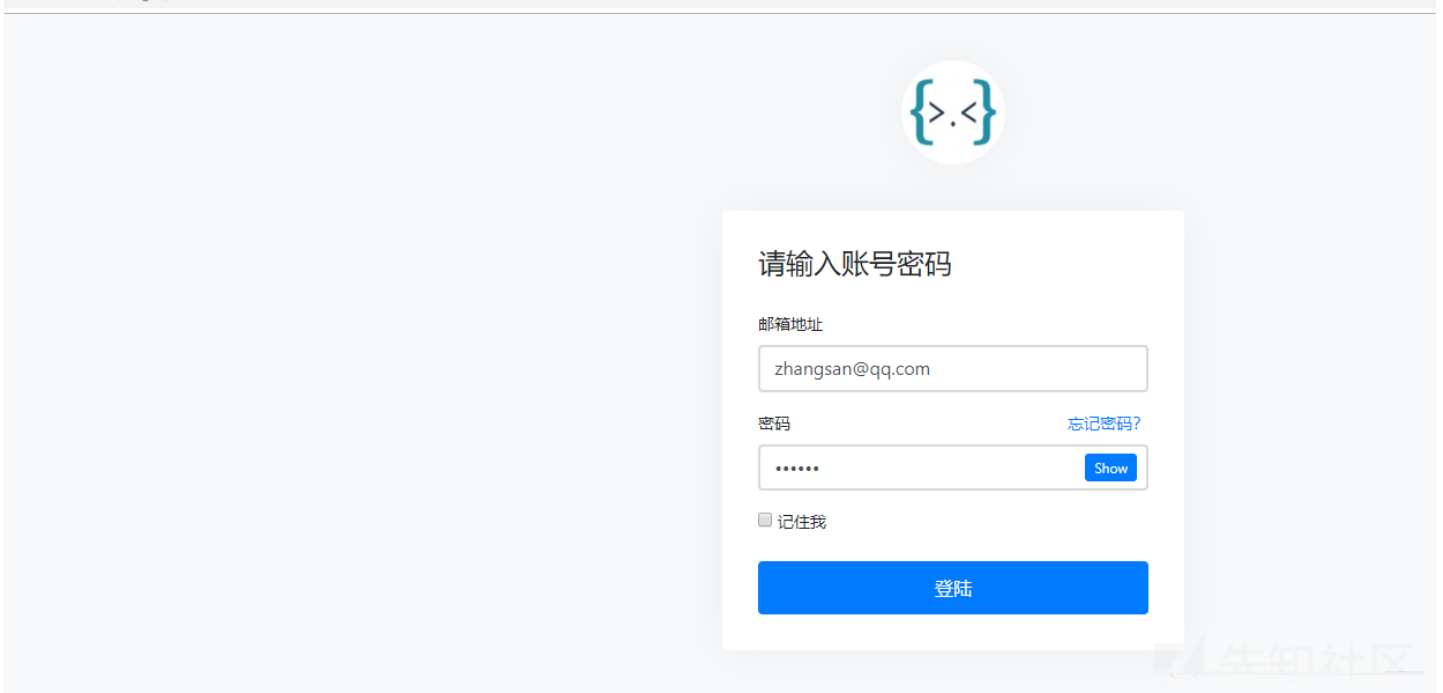 {>.<}
请输入账号密码
邮箱地址
zhangsan@qq.com
密码 忘记密码?
•••••• Show
记住我
登陆
先知社区